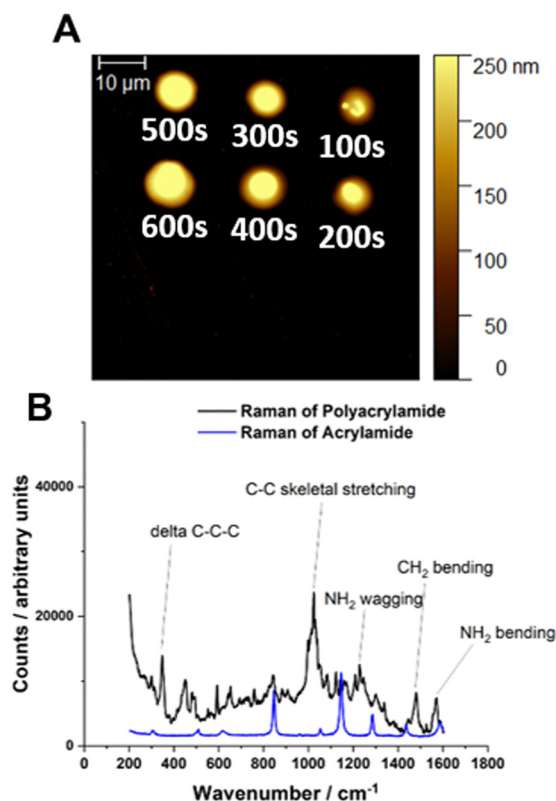 A
10 μm
500s 300s 100s
600s 400s 200s
250 nm
200
150
100
50
0
B
Raman of Polyacrylamide
Raman of Acrylamide
Counts / arbitrary units
40000
20000
0
delta C-C-C
C-C skeletal stretching
NH₂ wagging
CH₂ bending
NH₂ bending
200 400 600 800 1000 1200 1400 1600 1800
Wavenumber / cm⁻¹